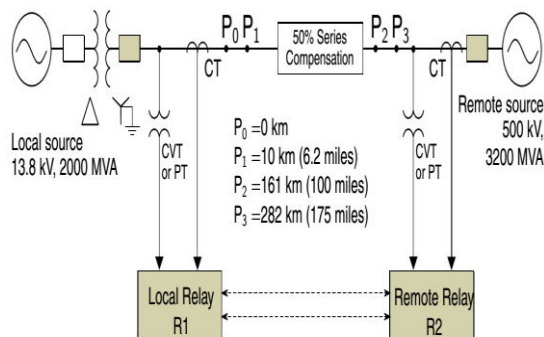 P0 P1
50% Series
Compensation
P2 P3
CT
CT
Local source
13.8 kV, 2000 MVA
CVT
or PT
P0 =0 km
P1 =10 km (6.2 miles)
P2 =161 km (100 miles)
P3 =282 km (175 miles)
CVT
or PT
Remote source
500 kV,
3200 MVA
Local Relay
R1
Remote Relay
R2